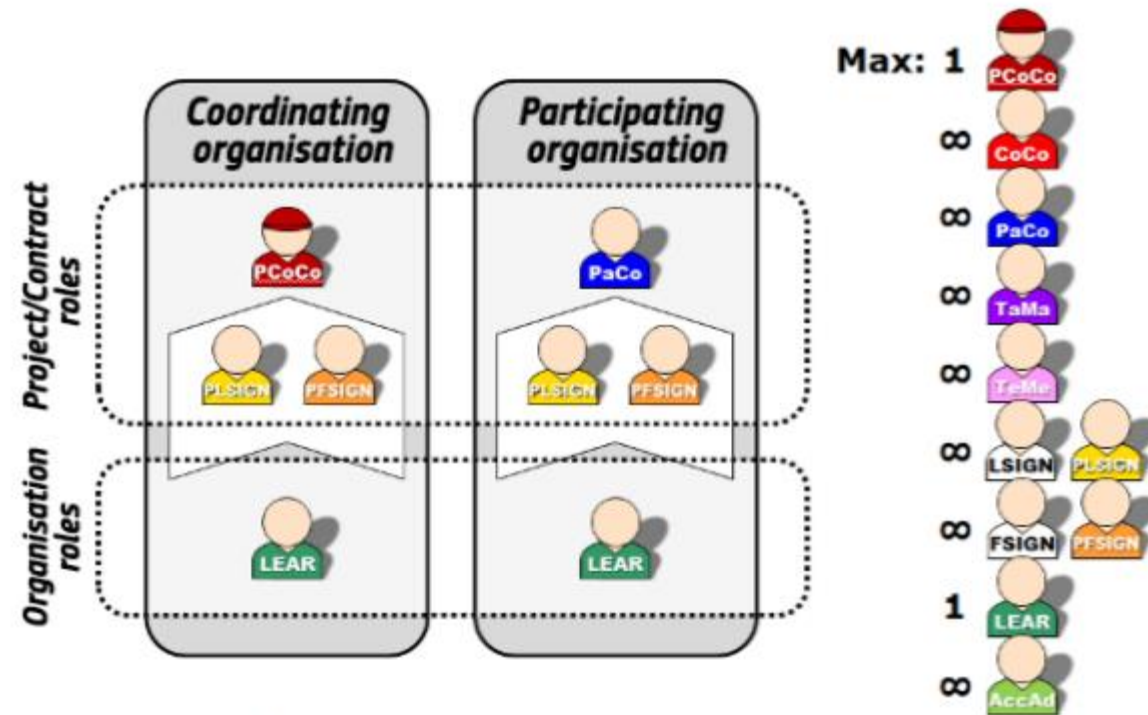 Coordinating
organisation
Participating
organisation
Project/Contract
roles
PCoCo
PaCo
PLSIGN PFSIGN
PLSIGN PFSIGN
Organisation
roles
LEAR
LEAR
Max: 1 PCoCo
∞ CoCo
∞ PaCo
∞ TaMa
∞ TeMe
∞ LSIGN PLSIGN
∞ FSIGN PFSIGN
1 LEAR
∞ AccAd